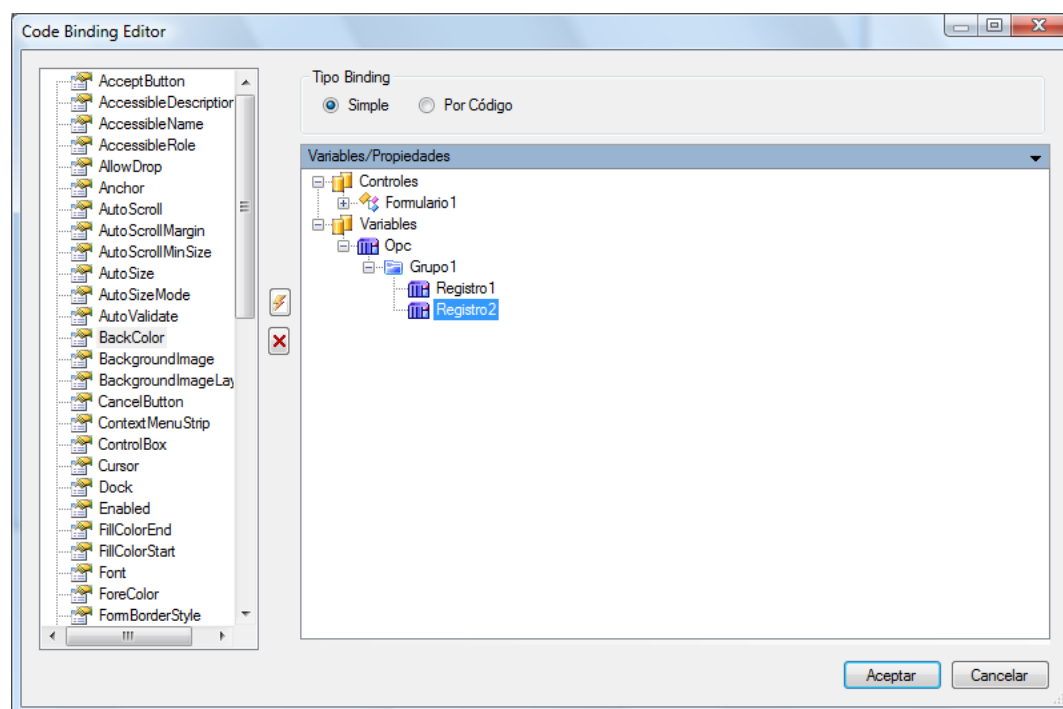 Code Binding Editor
AcceptButton
AccessibleDescription
AccessibleName
AccessibleRole
AllowDrop
Anchor
AutoScroll
AutoScrollMargin
AutoScrollMinSize
AutoSize
AutoSizeMode
AutoValidate
BackColor
BackgroundImage
BackgroundImageLay
CancelButton
ContextMenuStrip
ControlBox
Cursor
Dock
Enabled
FillColorEnd
FillColorStart
Font
ForeColor
FormBorderStyle
Tipo Binding
Simple
Por Código
Variables/Propiedades
Controles
Formulario1
Variables
Opc
Grupo1
Registro1
Registro2
Aceptar
Cancelar